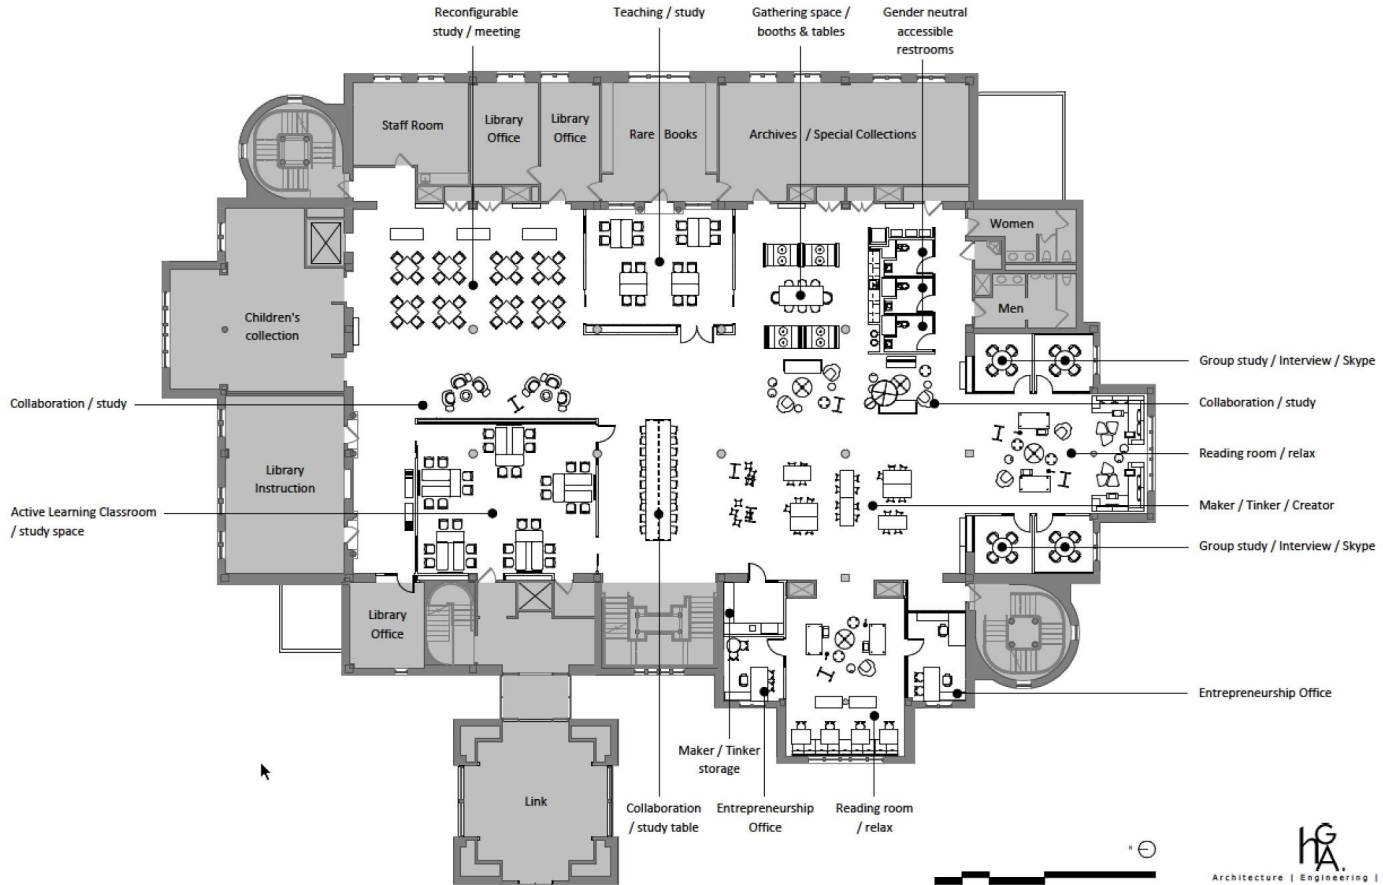 Reconfigurable
study / meeting
Teaching / study
Gathering space /
booths & tables
Gender neutral
accessible
restrooms
Staff Room
Library
Office
Library
Office
Rare Books
Archives / Special Collections
Women
Men
Children's
collection
Group study / Interview / Skype
Collaboration / study
Collaboration / study
Reading room / relax
Library
Instruction
Active Learning Classroom
/ study space
Maker / Tinker / Creator
Group study / Interview / Skype
Library
Office
Entrepreneurship Office
Maker / Tinker
storage
Link
Collaboration
/ study table
Entrepreneurship
Office
Reading room
/ relax
N
hGA.
Architecture | Engineering |